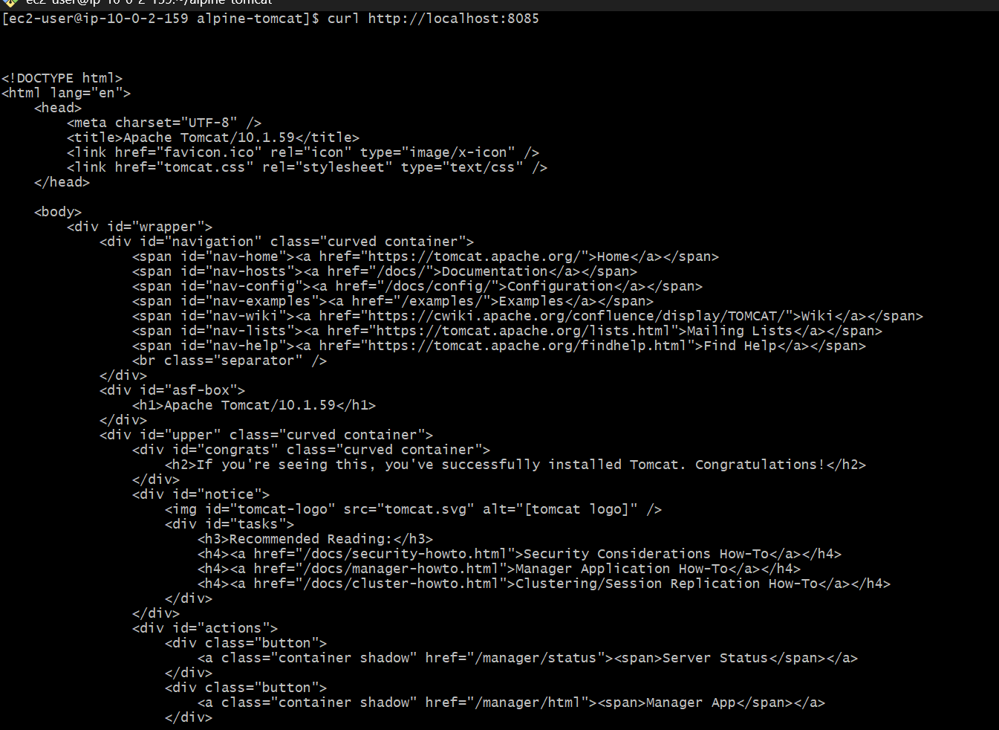 ec2-user@ip-10-0-2-159:~/alpine-tomcat
[ec2-user@ip-10-0-2-159 alpine-tomcat]$ curl http://localhost:8085
<!DOCTYPE html>
<html lang="en">
    <head>
        <meta charset="UTF-8" />
        <title>Apache Tomcat/10.1.59</title>
        <link href="favicon.ico" rel="icon" type="image/x-icon" />
        <link href="tomcat.css" rel="stylesheet" type="text/css" />
    </head>
    <body>
        <div id="wrapper">
            <div id="navigation" class="curved container">
                <span id="nav-home"><a href="https://tomcat.apache.org/">Home</a></span>
                <span id="nav-hosts"><a href="/docs/">Documentation</a></span>
                <span id="nav-config"><a href="/docs/config/">Configuration</a></span>
                <span id="nav-examples"><a href="/examples/">Examples</a></span>
                <span id="nav-wiki"><a href="https://cwiki.apache.org/confluence/display/TOMCAT/">Wiki</a></span>
                <span id="nav-lists"><a href="https://tomcat.apache.org/lists.html">Mailing Lists</a></span>
                <span id="nav-help"><a href="https://tomcat.apache.org/findhelp.html">Find Help</a></span>
                <br class="separator" />
            </div>
            <div id="asf-box">
                <h1>Apache Tomcat/10.1.59</h1>
            </div>
            <div id="upper" class="curved container">
                <div id="congrats" class="curved container">
                    <h2>If you're seeing this, you've successfully installed Tomcat. Congratulations!</h2>
                </div>
                <div id="notice">
                    <img id="tomcat-logo" src="tomcat.svg" alt="[tomcat logo]" />
                    <div id="tasks">
                        <h3>Recommended Reading:</h3>
                        <h4><a href="/docs/security-howto.html">Security Considerations How-To</a></h4>
                        <h4><a href="/docs/manager-howto.html">Manager Application How-To</a></h4>
                        <h4><a href="/docs/cluster-howto.html">Clustering/Session Replication How-To</a></h4>
                    </div>
                </div>
                <div id="actions">
                    <div class="button">
                        <a class="container shadow" href="/manager/status"><span>Server Status</span></a>
                    </div>
                    <div class="button">
                        <a class="container shadow" href="/manager/html"><span>Manager App</span></a>
                    </div>